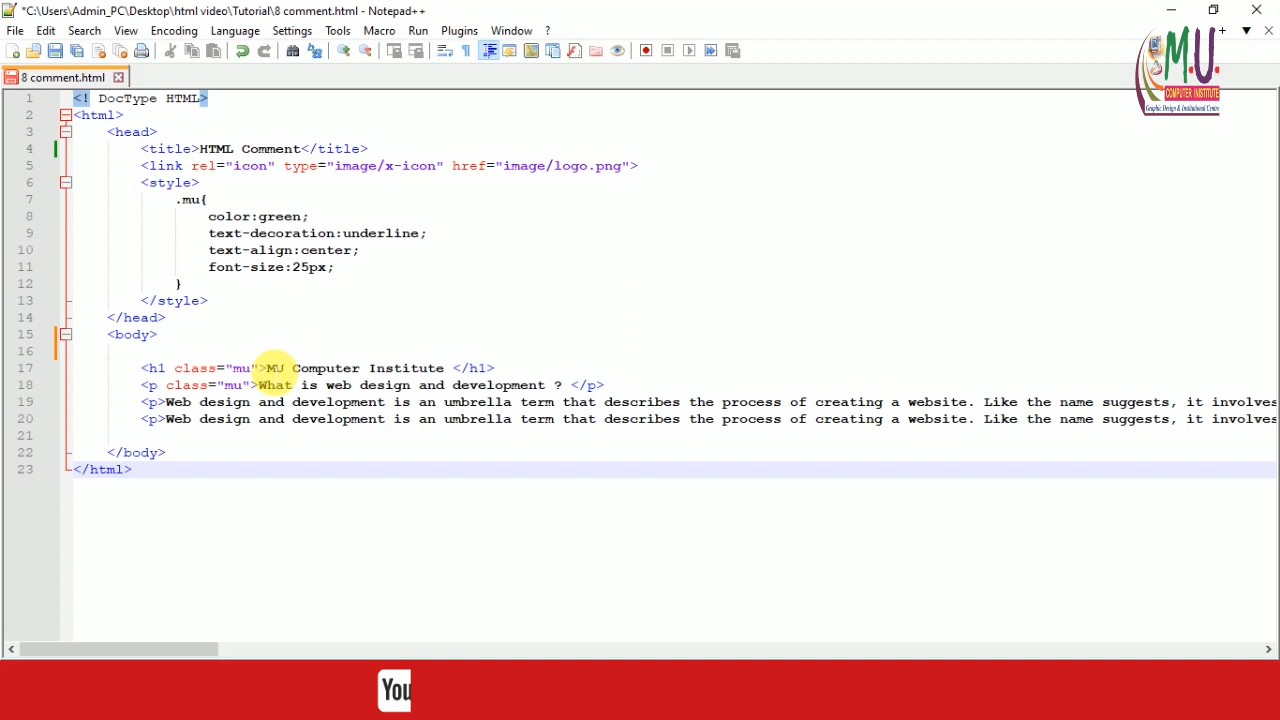 *C:\Users\Admin_PC\Desktop\html video\Tutorial\8 comment.html - Notepad++
File Edit Search View Encoding Language Settings Tools Macro Run Plugins Window ?
M.U.
COMPUTER INSTITUTE
Graphic Design & Institutional Centre
8 comment.html
1 <! DocType HTML>
2 <html>
3 <head>
4 <title>HTML Comment</title>
5 <link rel="icon" type="image/x-icon" href="image/logo.png">
6 <style>
7 .mu{
8 color:green;
9 text-decoration:underline;
10 text-align:center;
11 font-size:25px;
12 }
13 </style>
14 </head>
15 <body>
16
17 <h1 class="mu">MU Computer Institute </h1>
18 <p class="mu">What is web design and development ? </p>
19 <p>Web design and development is an umbrella term that describes the process of creating a website. Like the name suggests, it involves
20 <p>Web design and development is an umbrella term that describes the process of creating a website. Like the name suggests, it involves
21
22 </body>
23 </html>
You